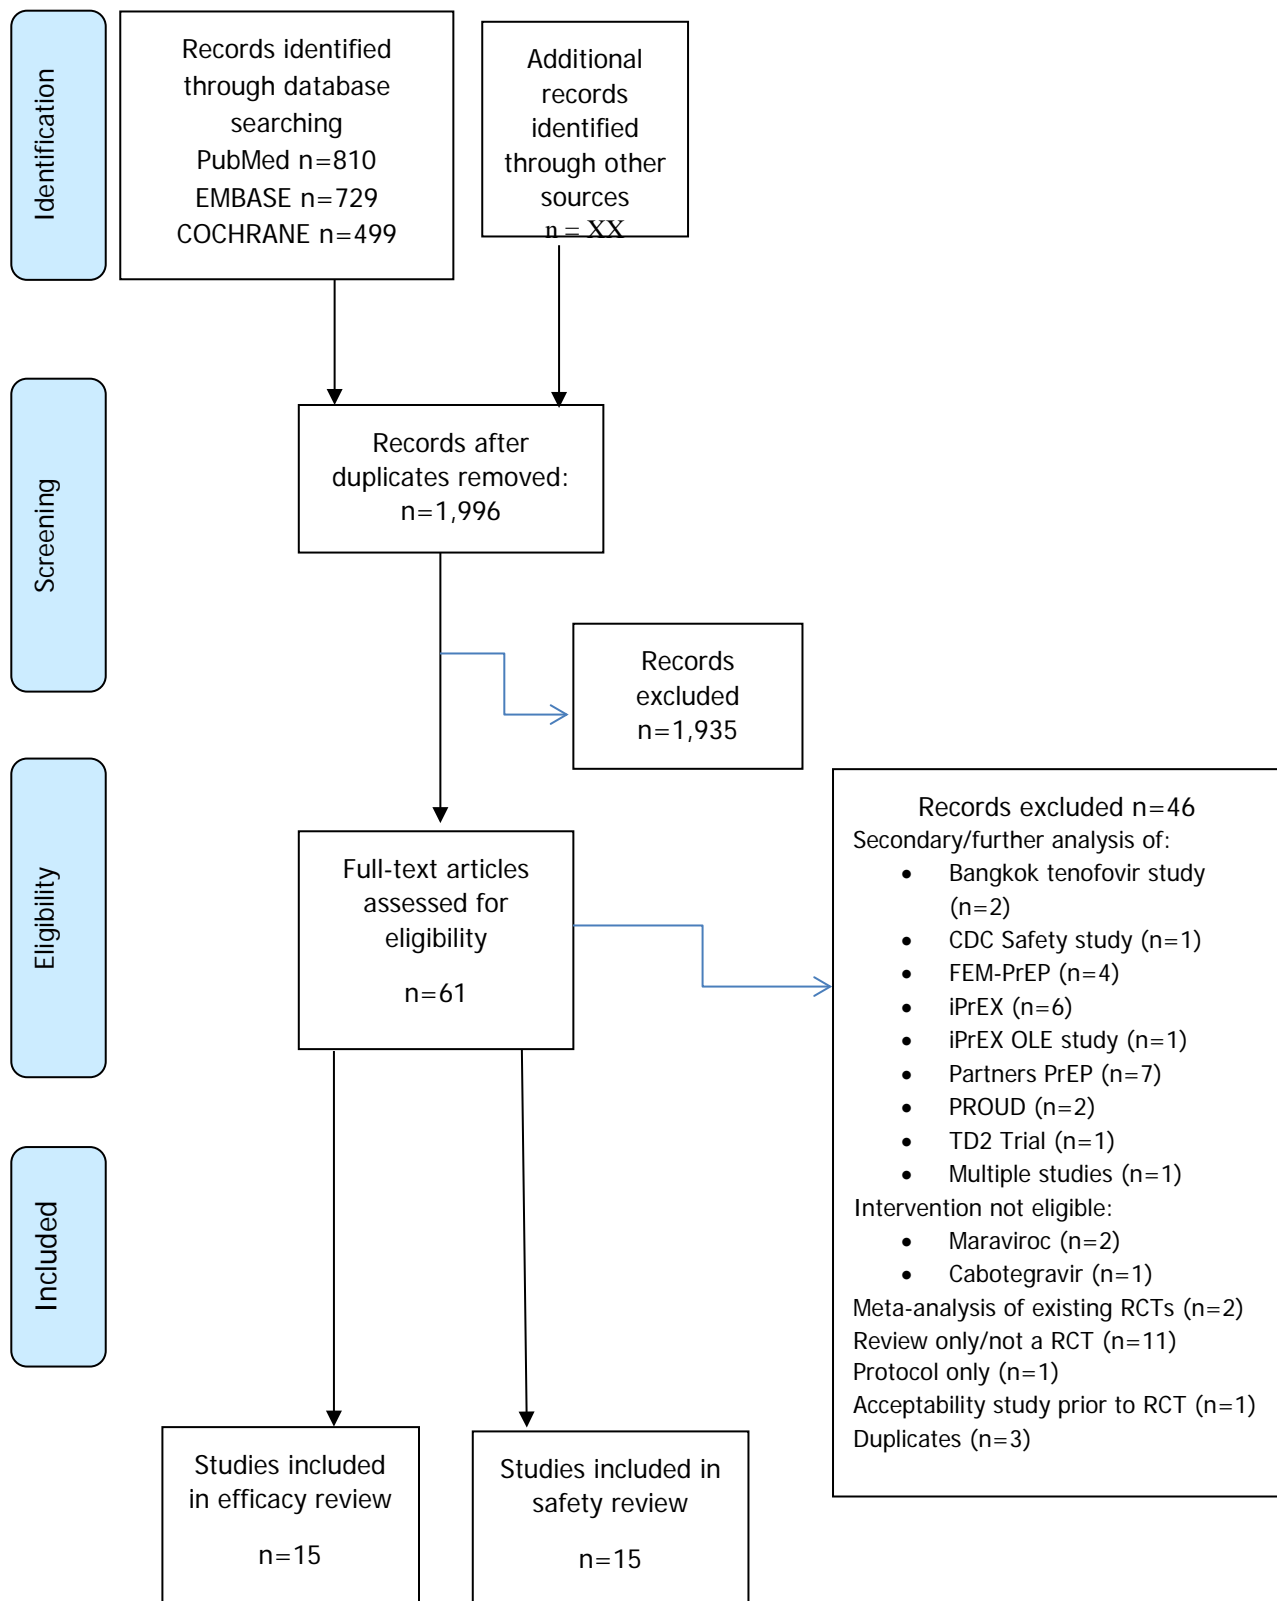 Identification
Records identified
through database
searching
PubMed n=810
EMBASE n=729
COCHRANE n=499
Additional
records
identified
through other
sources
n = XX
Screening
Records after
duplicates removed:
n=1,996
Records
excluded
n=1,935
Eligibility
Full-text articles
assessed for
eligibility
n=61
Records excluded n=46
Secondary/further analysis of:
• Bangkok tenofovir study
(n=2)
• CDC Safety study (n=1)
• FEM-PrEP (n=4)
• iPrEX (n=6)
• iPrEX OLE study (n=1)
• Partners PrEP (n=7)
• PROUD (n=2)
• TD2 Trial (n=1)
• Multiple studies (n=1)
Intervention not eligible:
• Maraviroc (n=2)
• Cabotegravir (n=1)
Meta-analysis of existing RCTs (n=2)
Review only/not a RCT (n=11)
Protocol only (n=1)
Acceptability study prior to RCT (n=1)
Duplicates (n=3)
Included
Studies included
in efficacy review
n=15
Studies included in
safety review
n=15